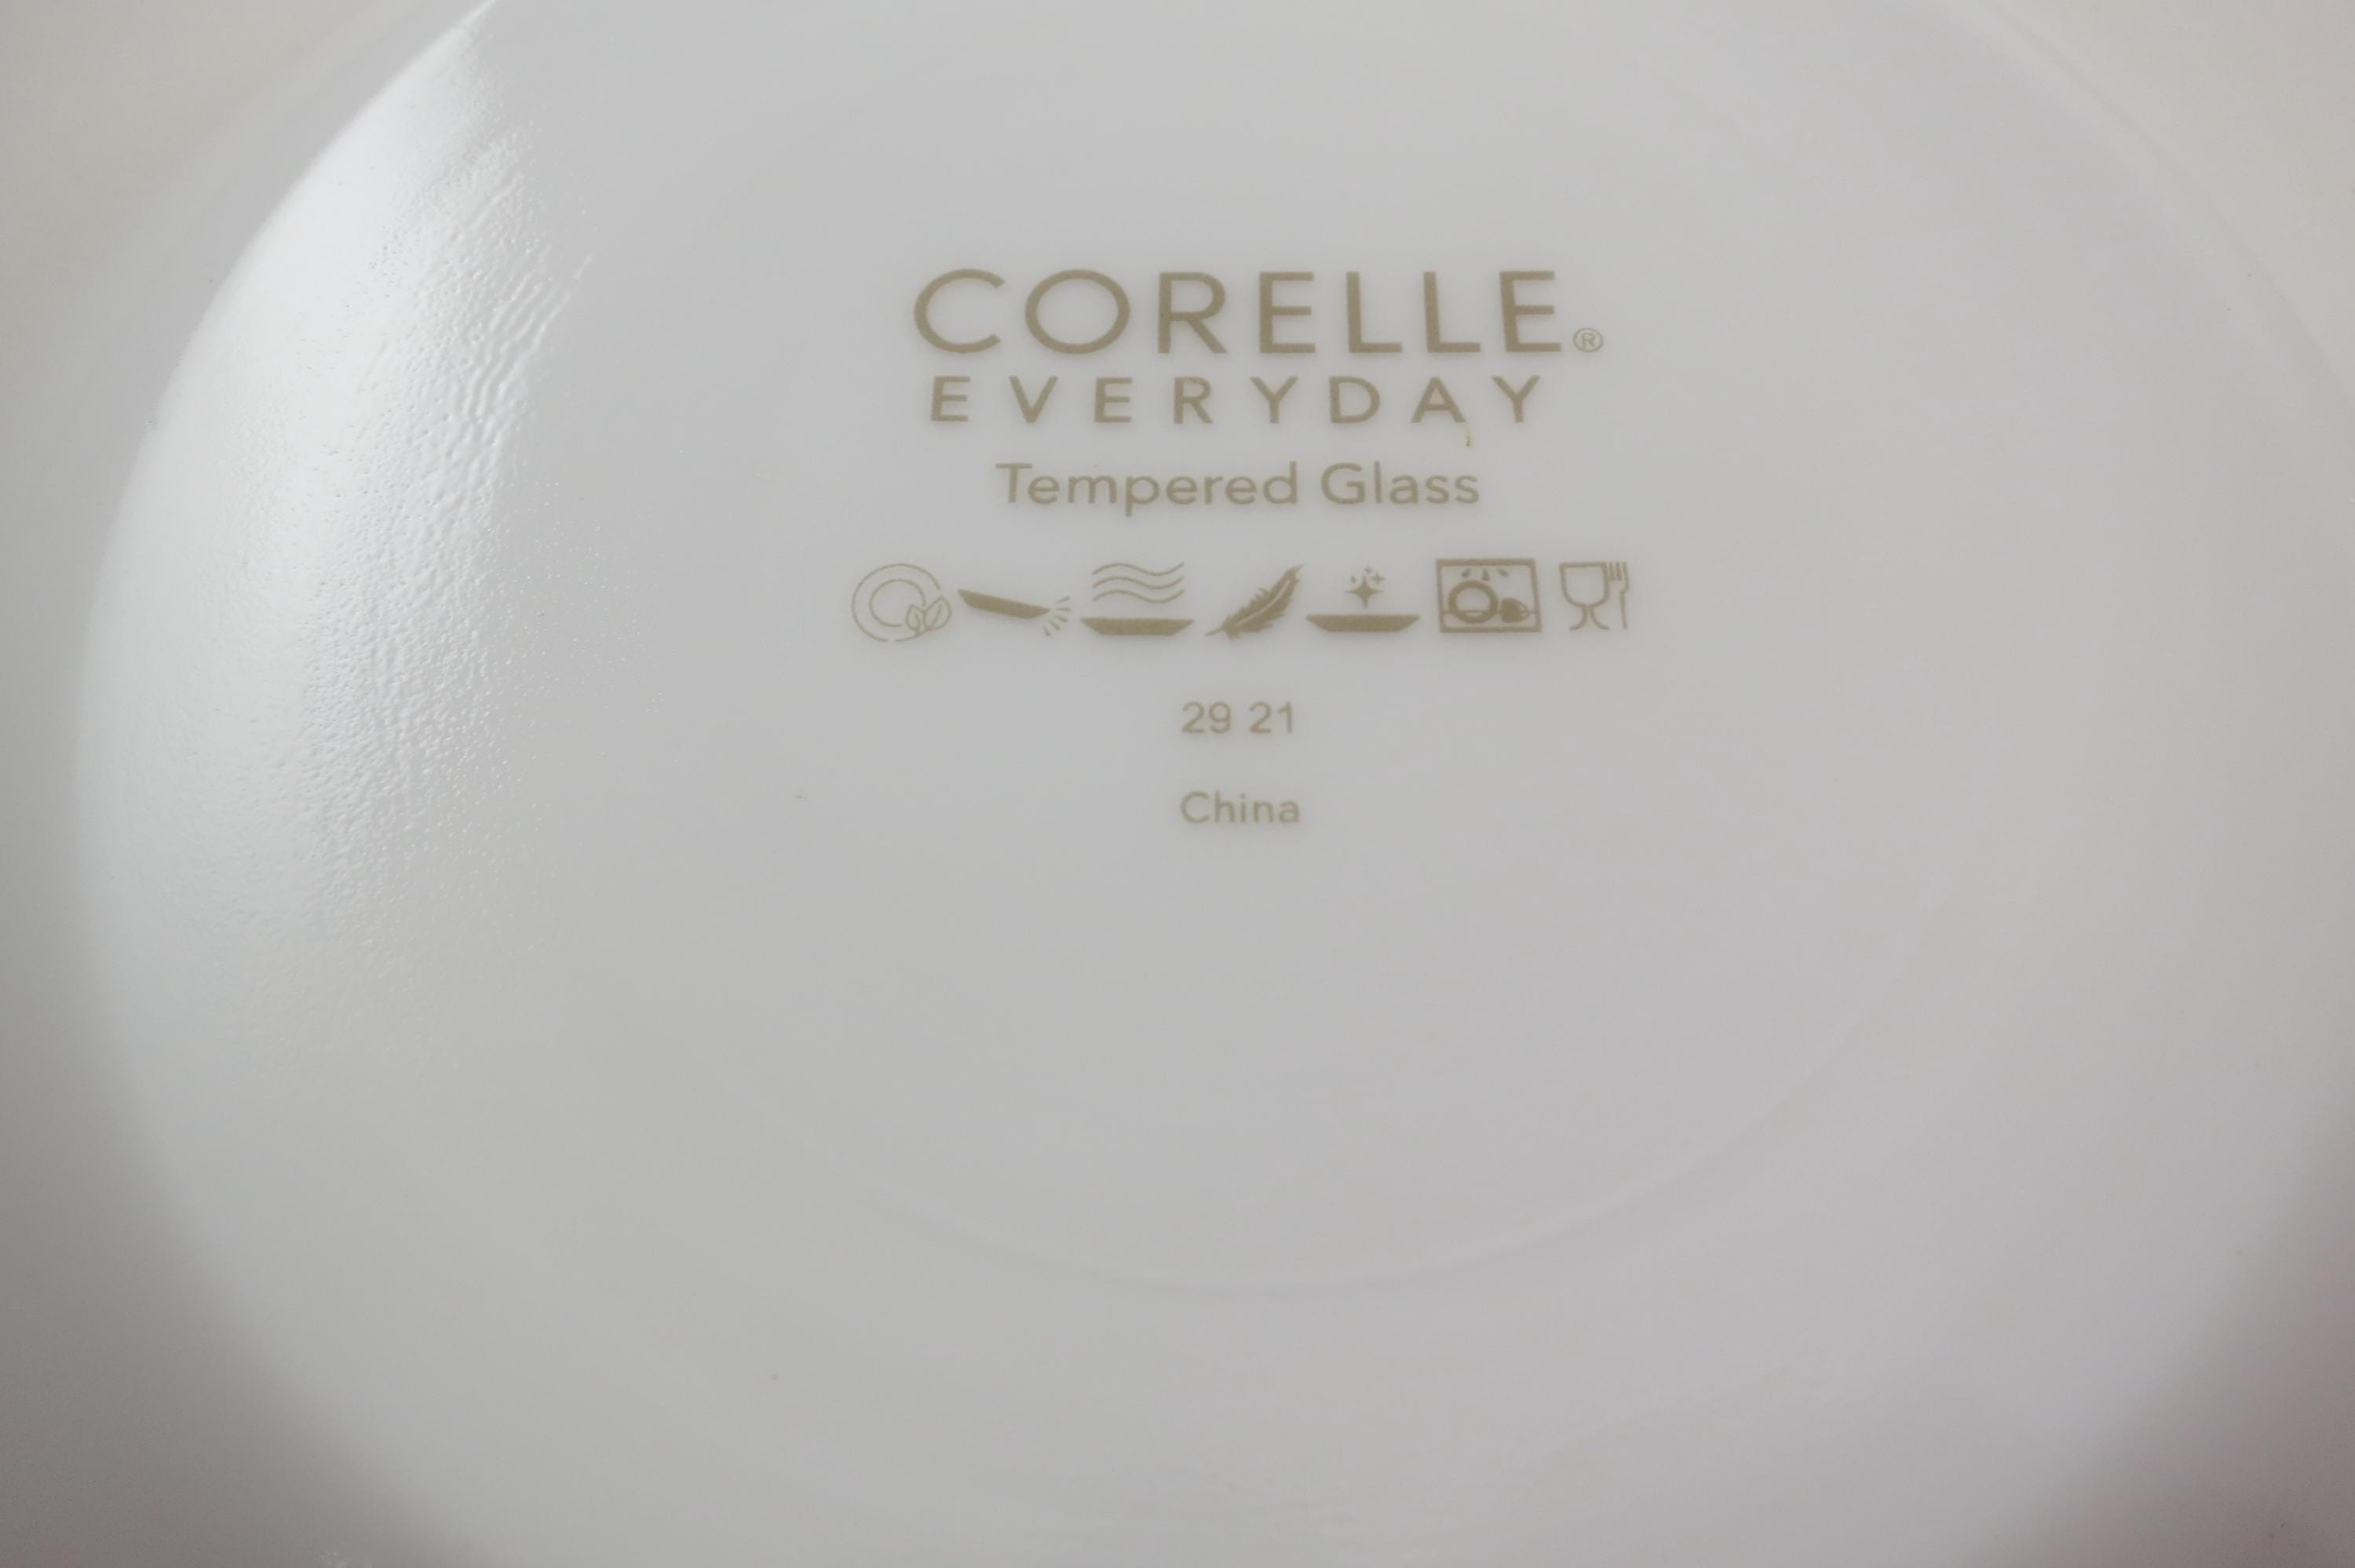 CORELLE®
EVERYDAY
Tempered Glass
29 21
China